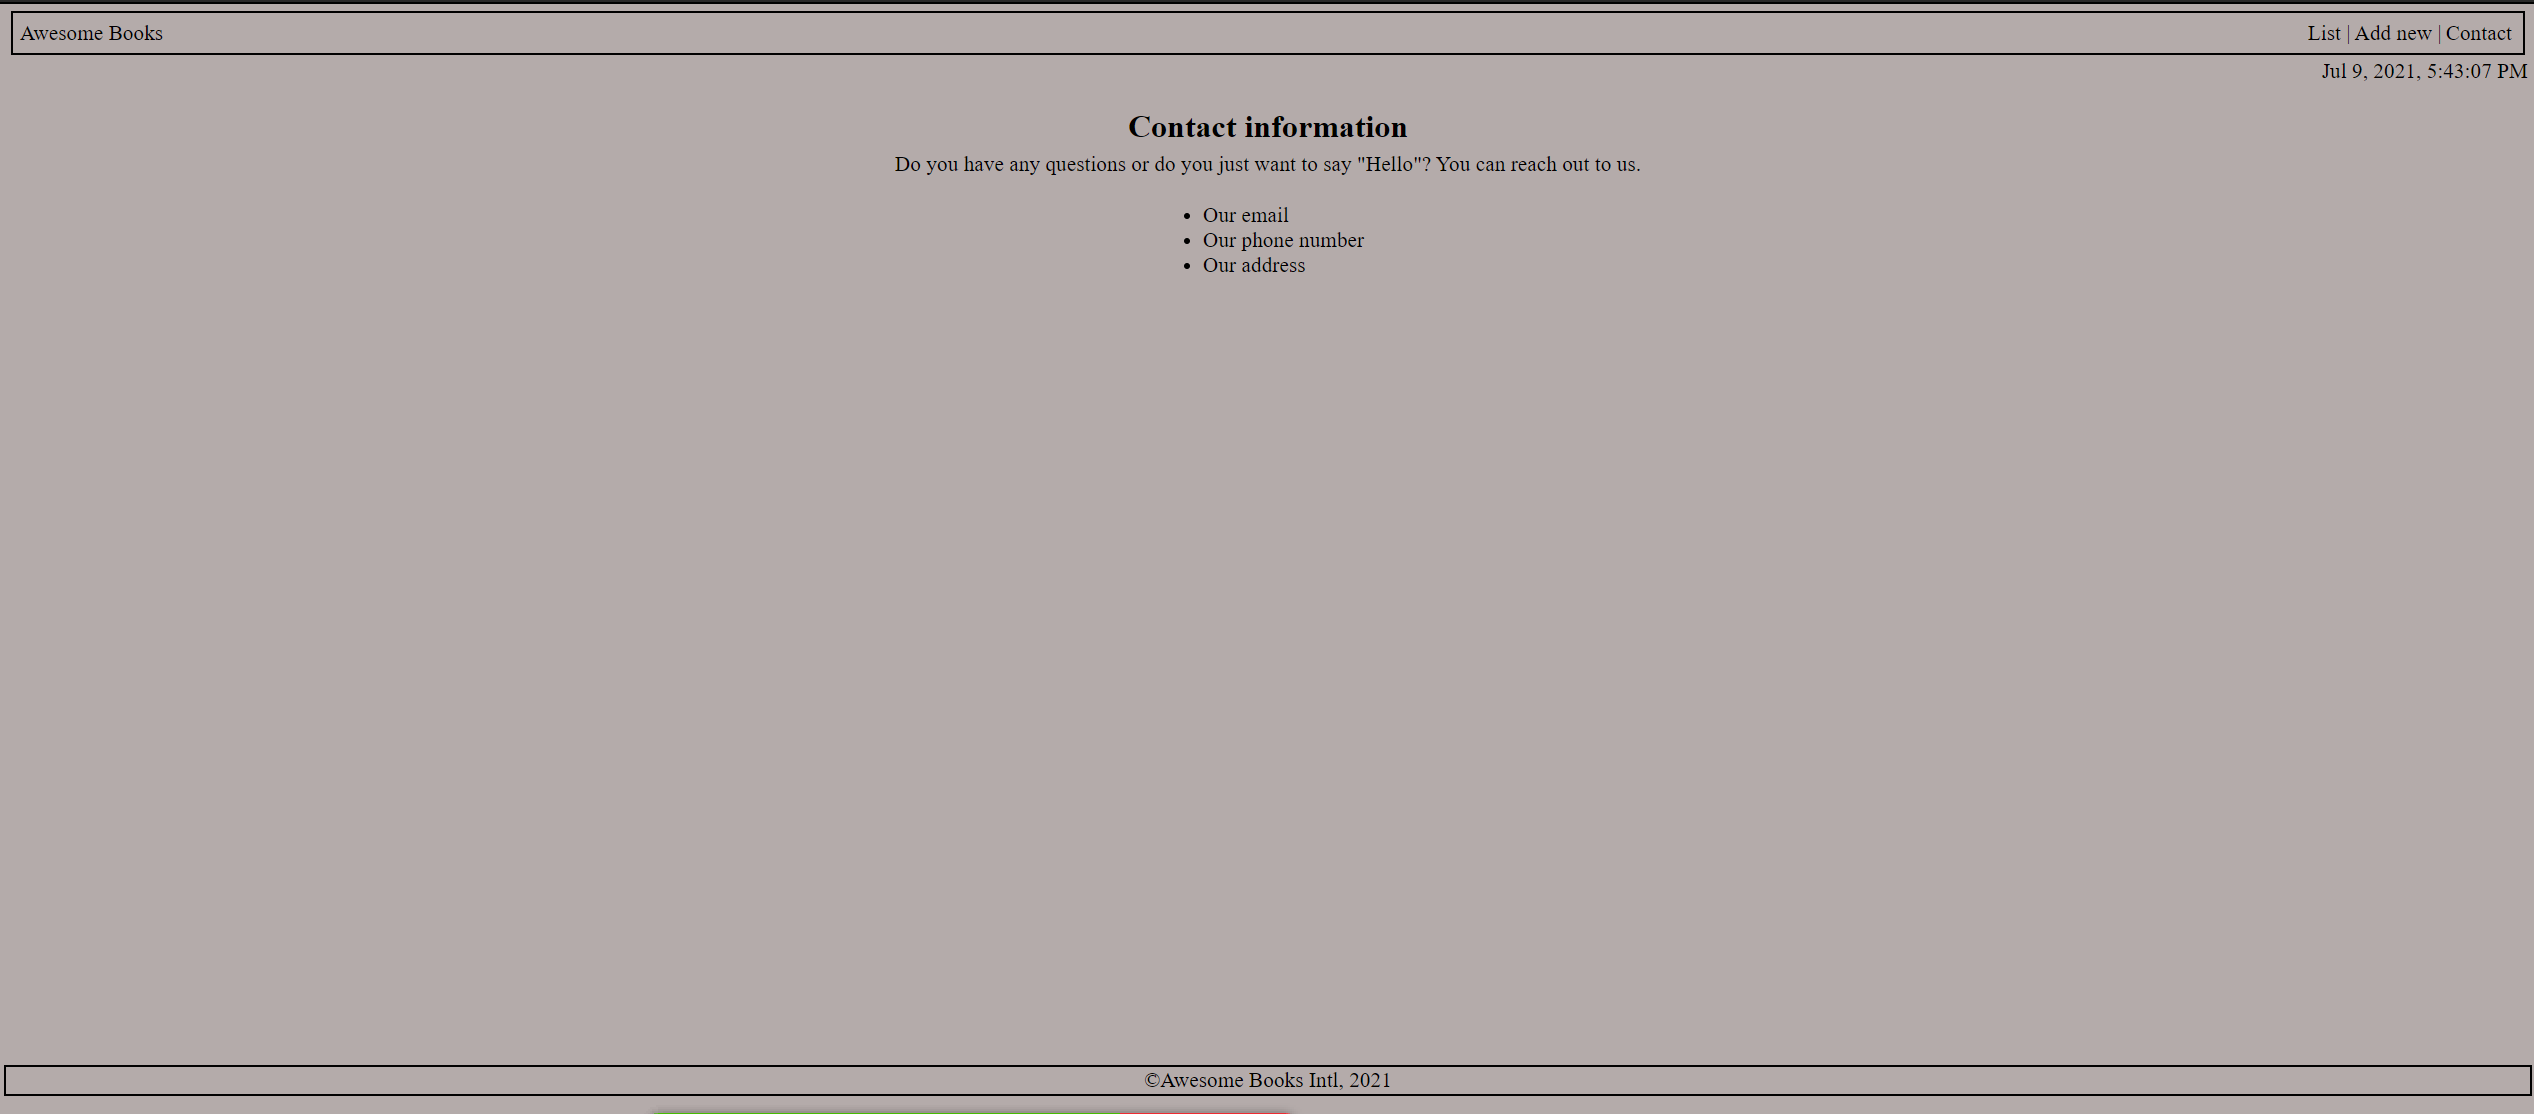 Awesome Books
List | Add new | Contact
Jul 9, 2021, 5:43:07 PM
Contact information
Do you have any questions or do you just want to say "Hello"? You can reach out to us.
• Our email
• Our phone number
• Our address
©Awesome Books Intl, 2021